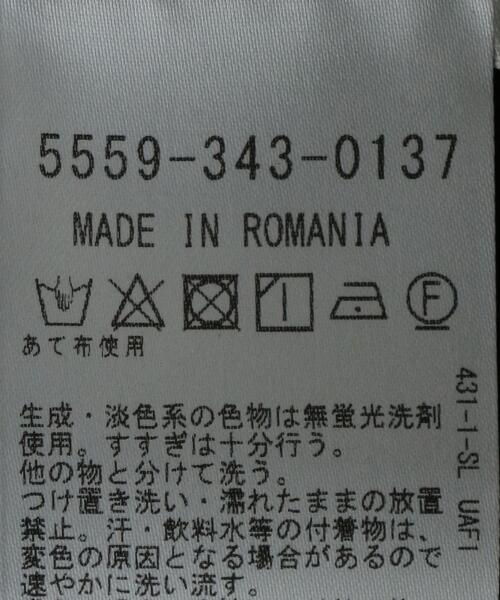 5559-343-0137
MADE IN ROMANIA
F
あて布使用
生成・淡色系の色物は無蛍光洗剤
使用。すすぎは十分行う。
他の物と分けて洗う。
つけ置き洗い・濡れたままの放置
禁止。汗・飲料水等の付着物は、
変色の原因となる場合があるので
速やかに洗い流す。
431-1-SL UAF1